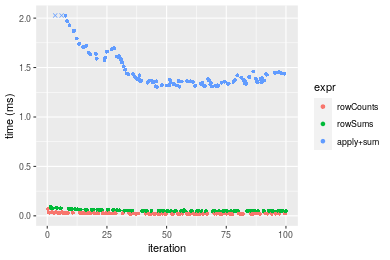 2.0
1.5
1.0
0.5
0.0
time (ms)
0 25 50 75 100
iteration
expr
rowCounts
rowSums
apply+sum